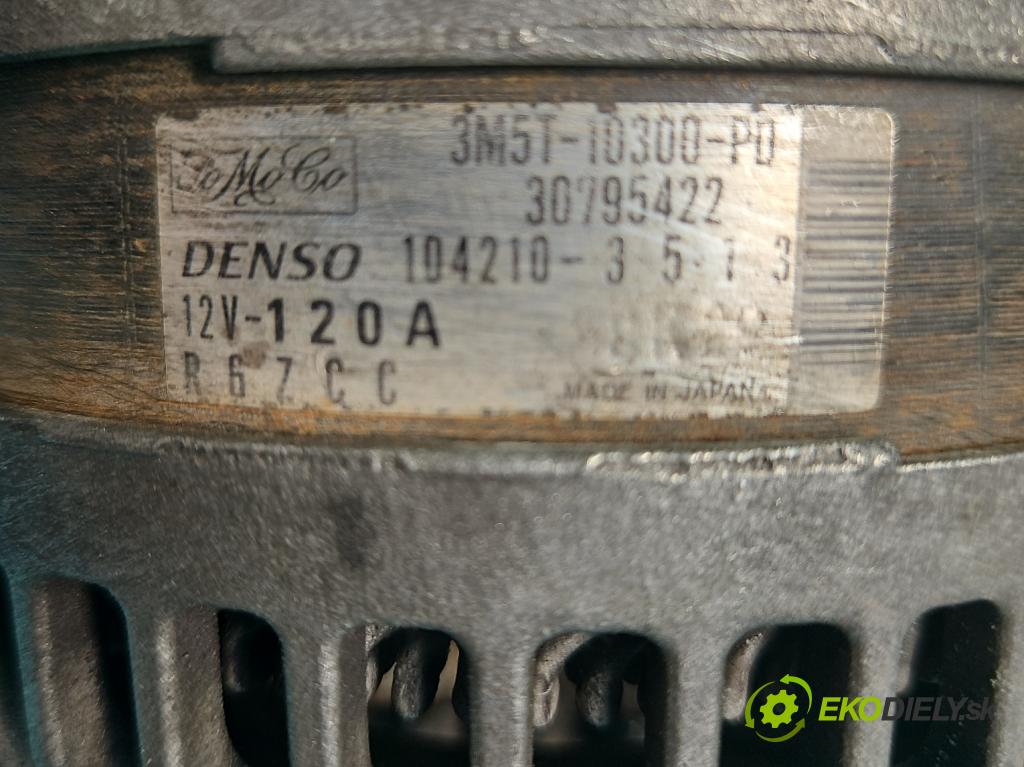 FoMoCo
3M5T-10300-PD
30795422
DENSO 104210-3513
12V-120A
R67CC
MADE IN JAPAN
EKODIELY.sk